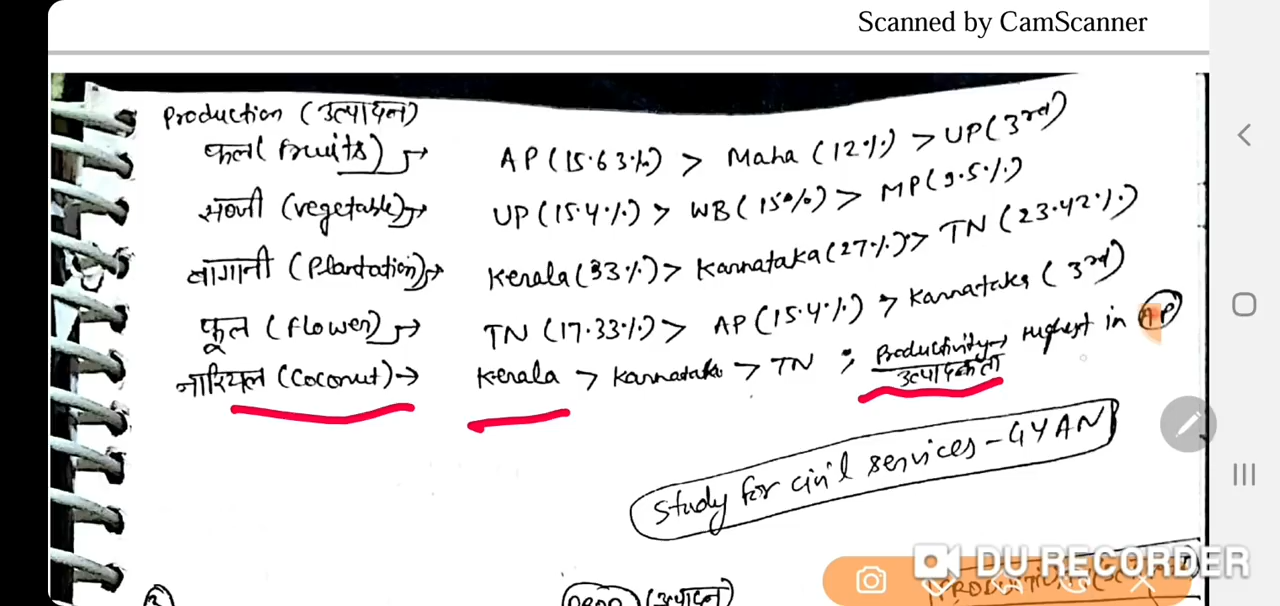 Scanned by CamScanner
Production (उत्पादन)
फल (Fruits) → AP (15.63%) > Maha (12%) > UP (3rd)
सब्जी (vegetable) → UP (15.4%) > WB (15%) > MP (9.5%)
बागानी (Plantation) → Kerala (33%) > Karnataka (27%) > TN (23.42%)
फूल (Flower) → TN (17.33%) > AP (15.4%) > Karnataka (3rd)
नारियल (Coconut) → Kerala > Karnataka > TN ; Productivity → Highest in AP
उत्पादकता
Study for civil services - GYAN
DU RECORDER
(उत्पादन)